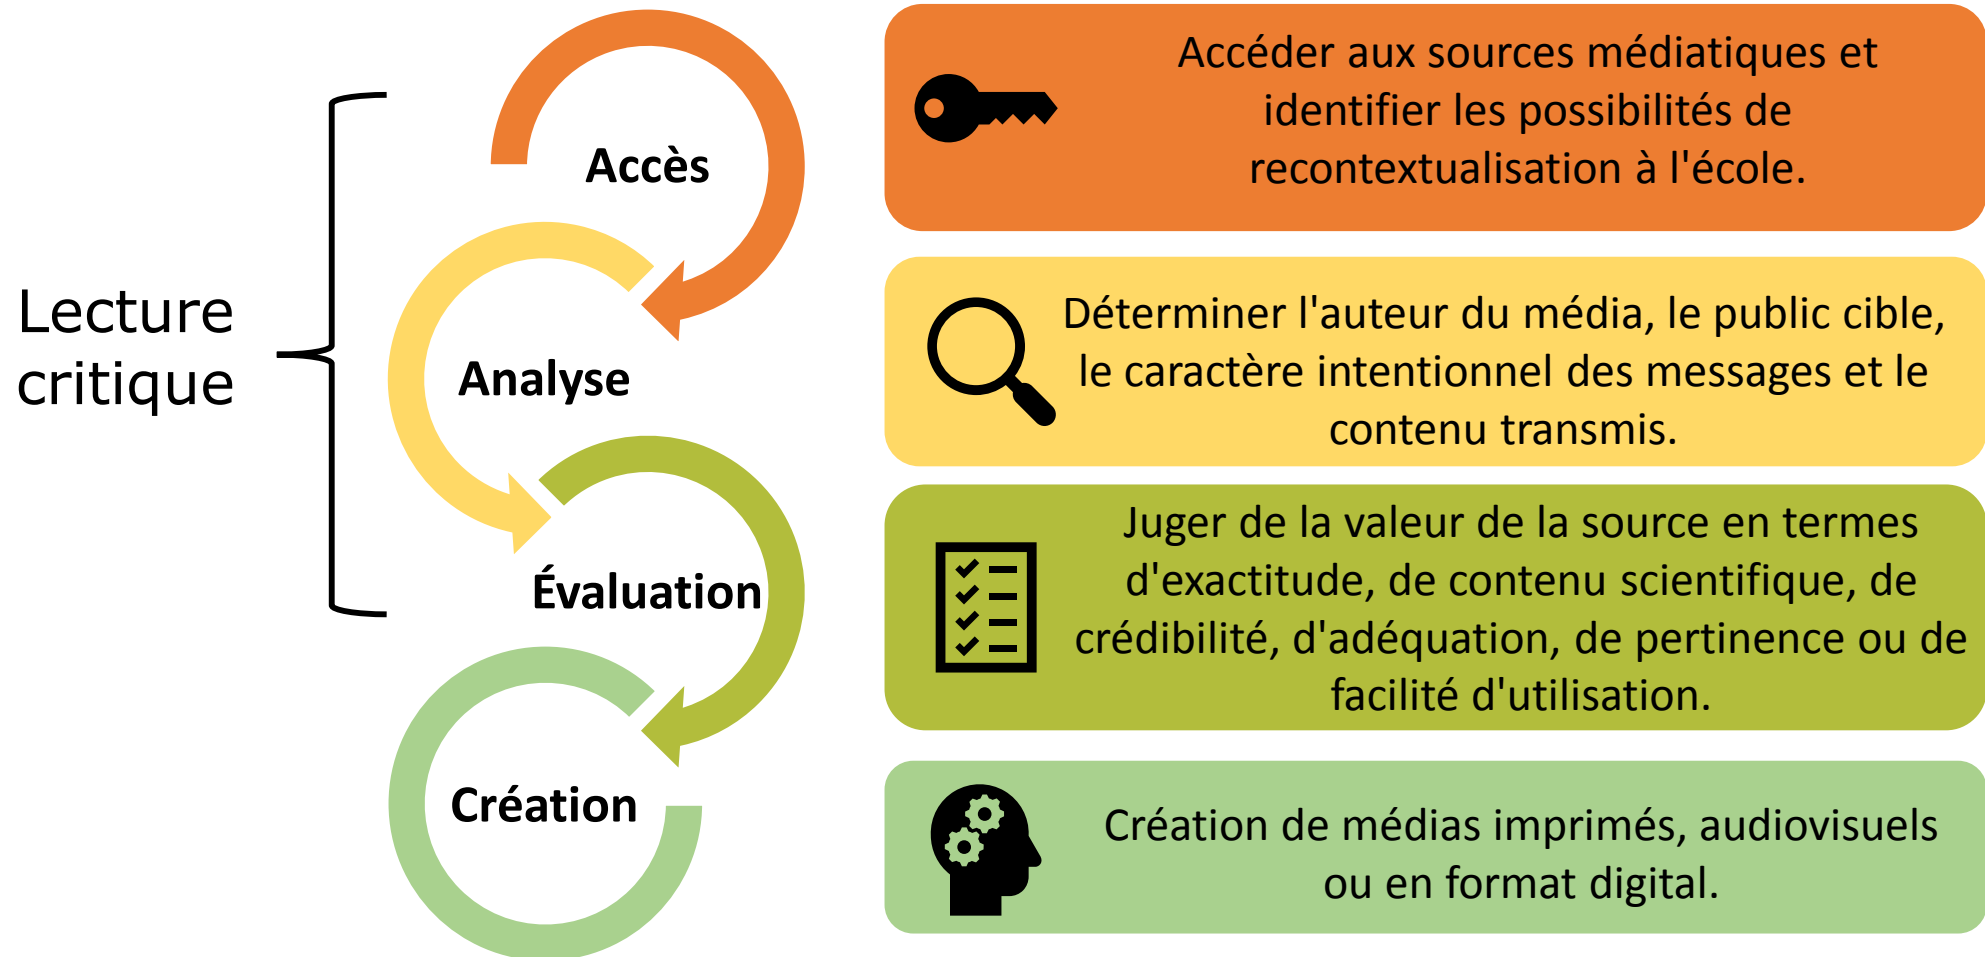 Lecture
critique
Accès
Accéder aux sources médiatiques et
identifier les possibilités de
recontextualisation à l'école.
Analyse
Déterminer l'auteur du média, le public cible,
le caractère intentionnel des messages et le
contenu transmis.
Évaluation
Juger de la valeur de la source en termes
d'exactitude, de contenu scientifique, de
crédibilité, d'adéquation, de pertinence ou de
facilité d'utilisation.
Création
Création de médias imprimés, audiovisuels
ou en format digital.